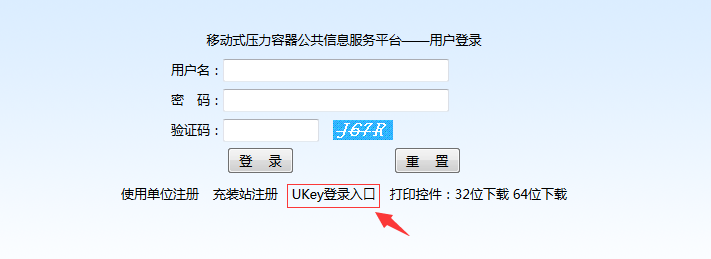 移动式压力容器公共信息服务平台——用户登录
用户名：
密 码：
验证码： J67R
登 录 重 置
使用单位注册 充装站注册 UKey登录入口 打印控件：32位下载 64位下载